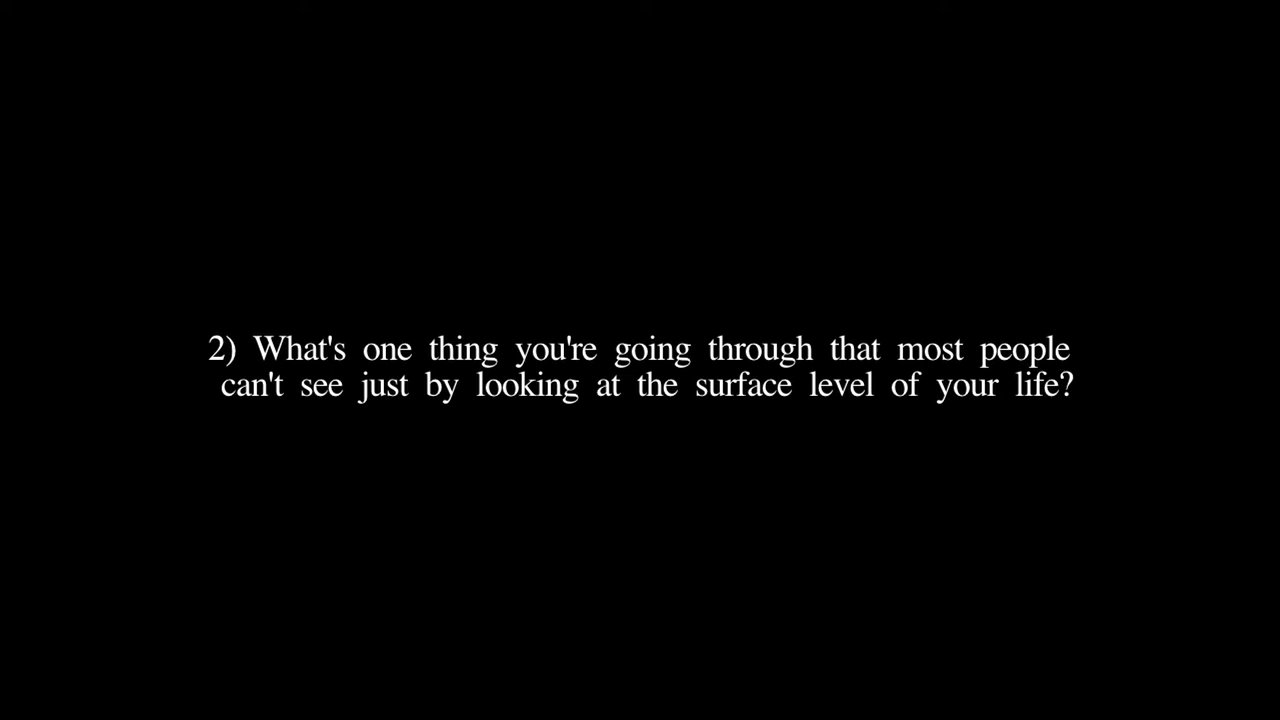 2) What's one thing you're going through that most people
can't see just by looking at the surface level of your life?